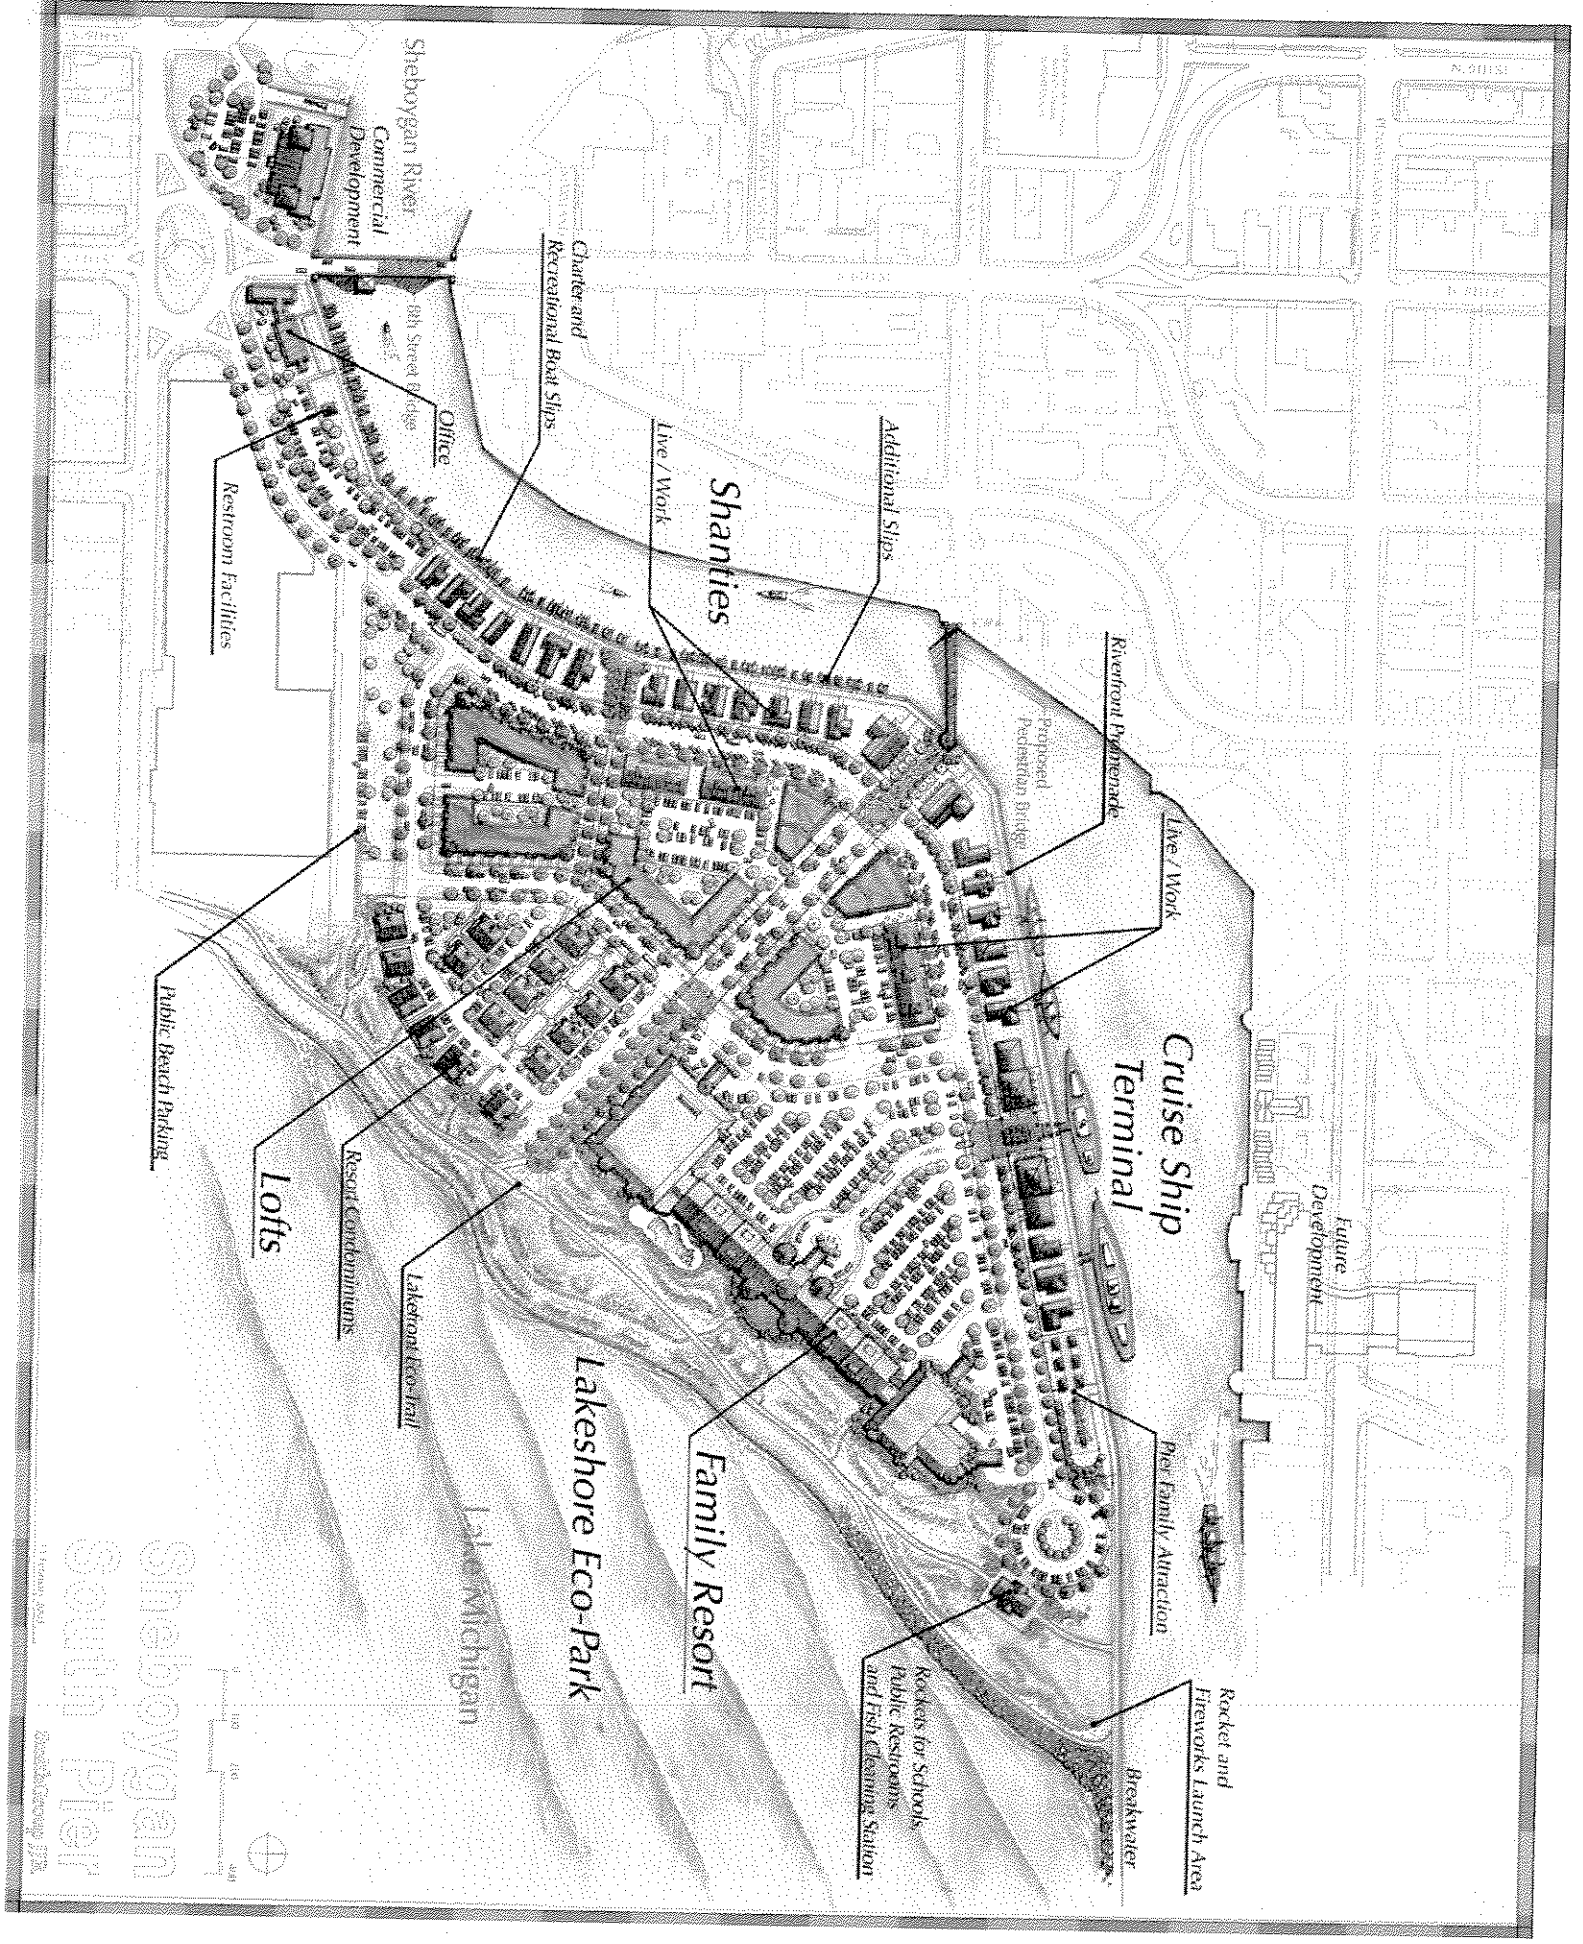 Sheboygan River
Commercial
Development
8th Street Bridge
Office
Restroom Facilities
Charter and
Recreational Boat Slips
Live / Work
Shanties
Additional Slips
Riverfront Promenade
Proposed
Pedestrian Bridge
Live / Work
Cruise Ship
Terminal
Future
Development
Public Beach Parking
Lofts
Resort Condominiums
Lakefront Eco-Trail
Lakeshore Eco-Park
Family Resort
Pier Family Attraction
Rocket and
Fireworks Launch Area
Breakwater
Rockets for Schools,
Public Restrooms
and Fish Cleaning Station
Lake Michigan
Sheboygan
South Pier